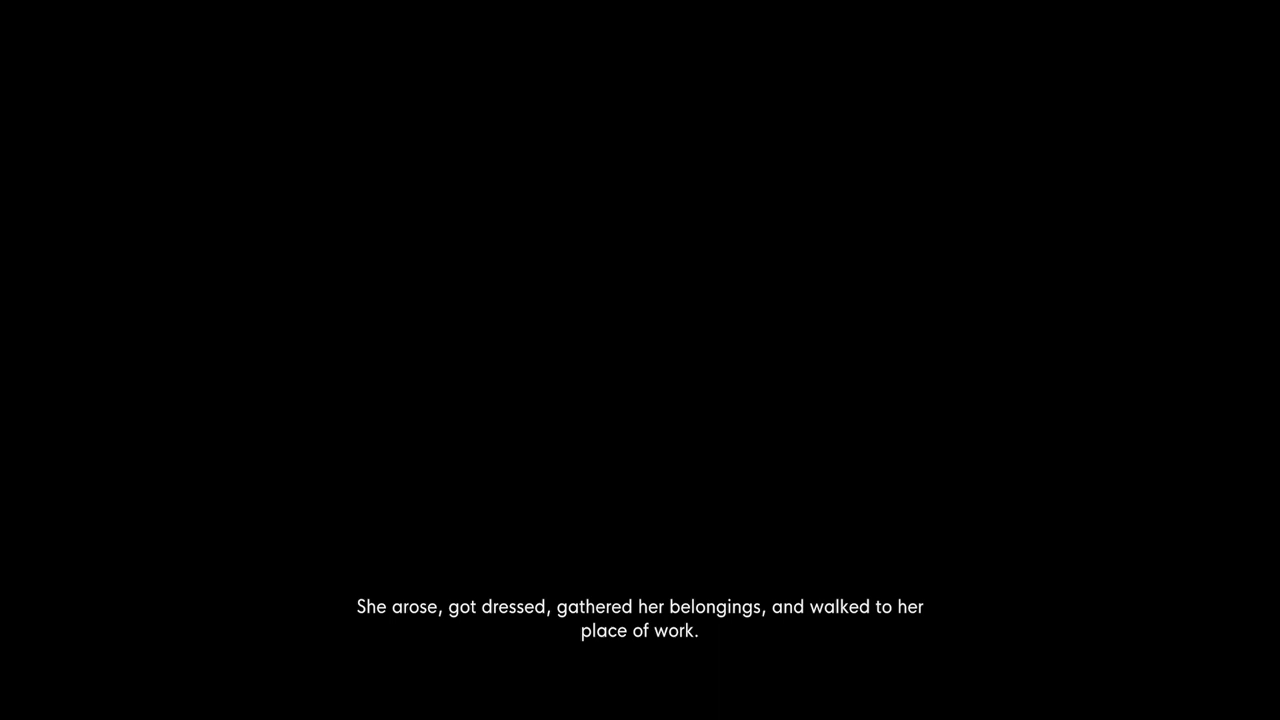 She arose, got dressed, gathered her belongings, and walked to her
place of work.